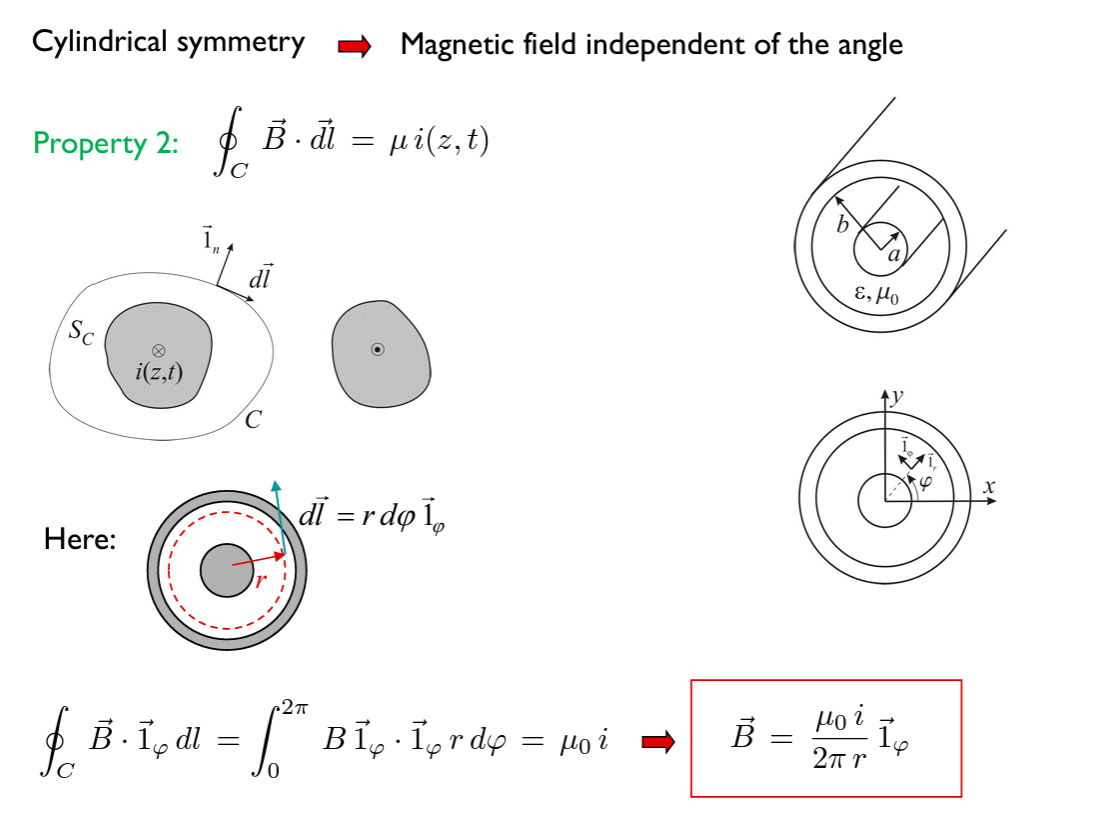 Cylindrical symmetry ➡ Magnetic field independent of the angle
Property 2: $\oint_C \vec{B} \cdot \vec{dl} = \mu \, i(z,t)$
$\vec{1}_n$
$d\vec{l}$
$S_C$
$i(z,t)$
$C$
b
a
ε, μ₀
y
$\vec{1}_\varphi$
$\vec{1}_r$
φ
x
Here:
$d\vec{l} = r \, d\varphi \, \vec{1}_\varphi$
r
$\oint_C \vec{B} \cdot \vec{1}_\varphi \, dl = \int_0^{2\pi} B \, \vec{1}_\varphi \cdot \vec{1}_\varphi \, r \, d\varphi = \mu_0 \, i$ ➡ $\vec{B} = \frac{\mu_0 \, i}{2\pi \, r} \, \vec{1}_\varphi$